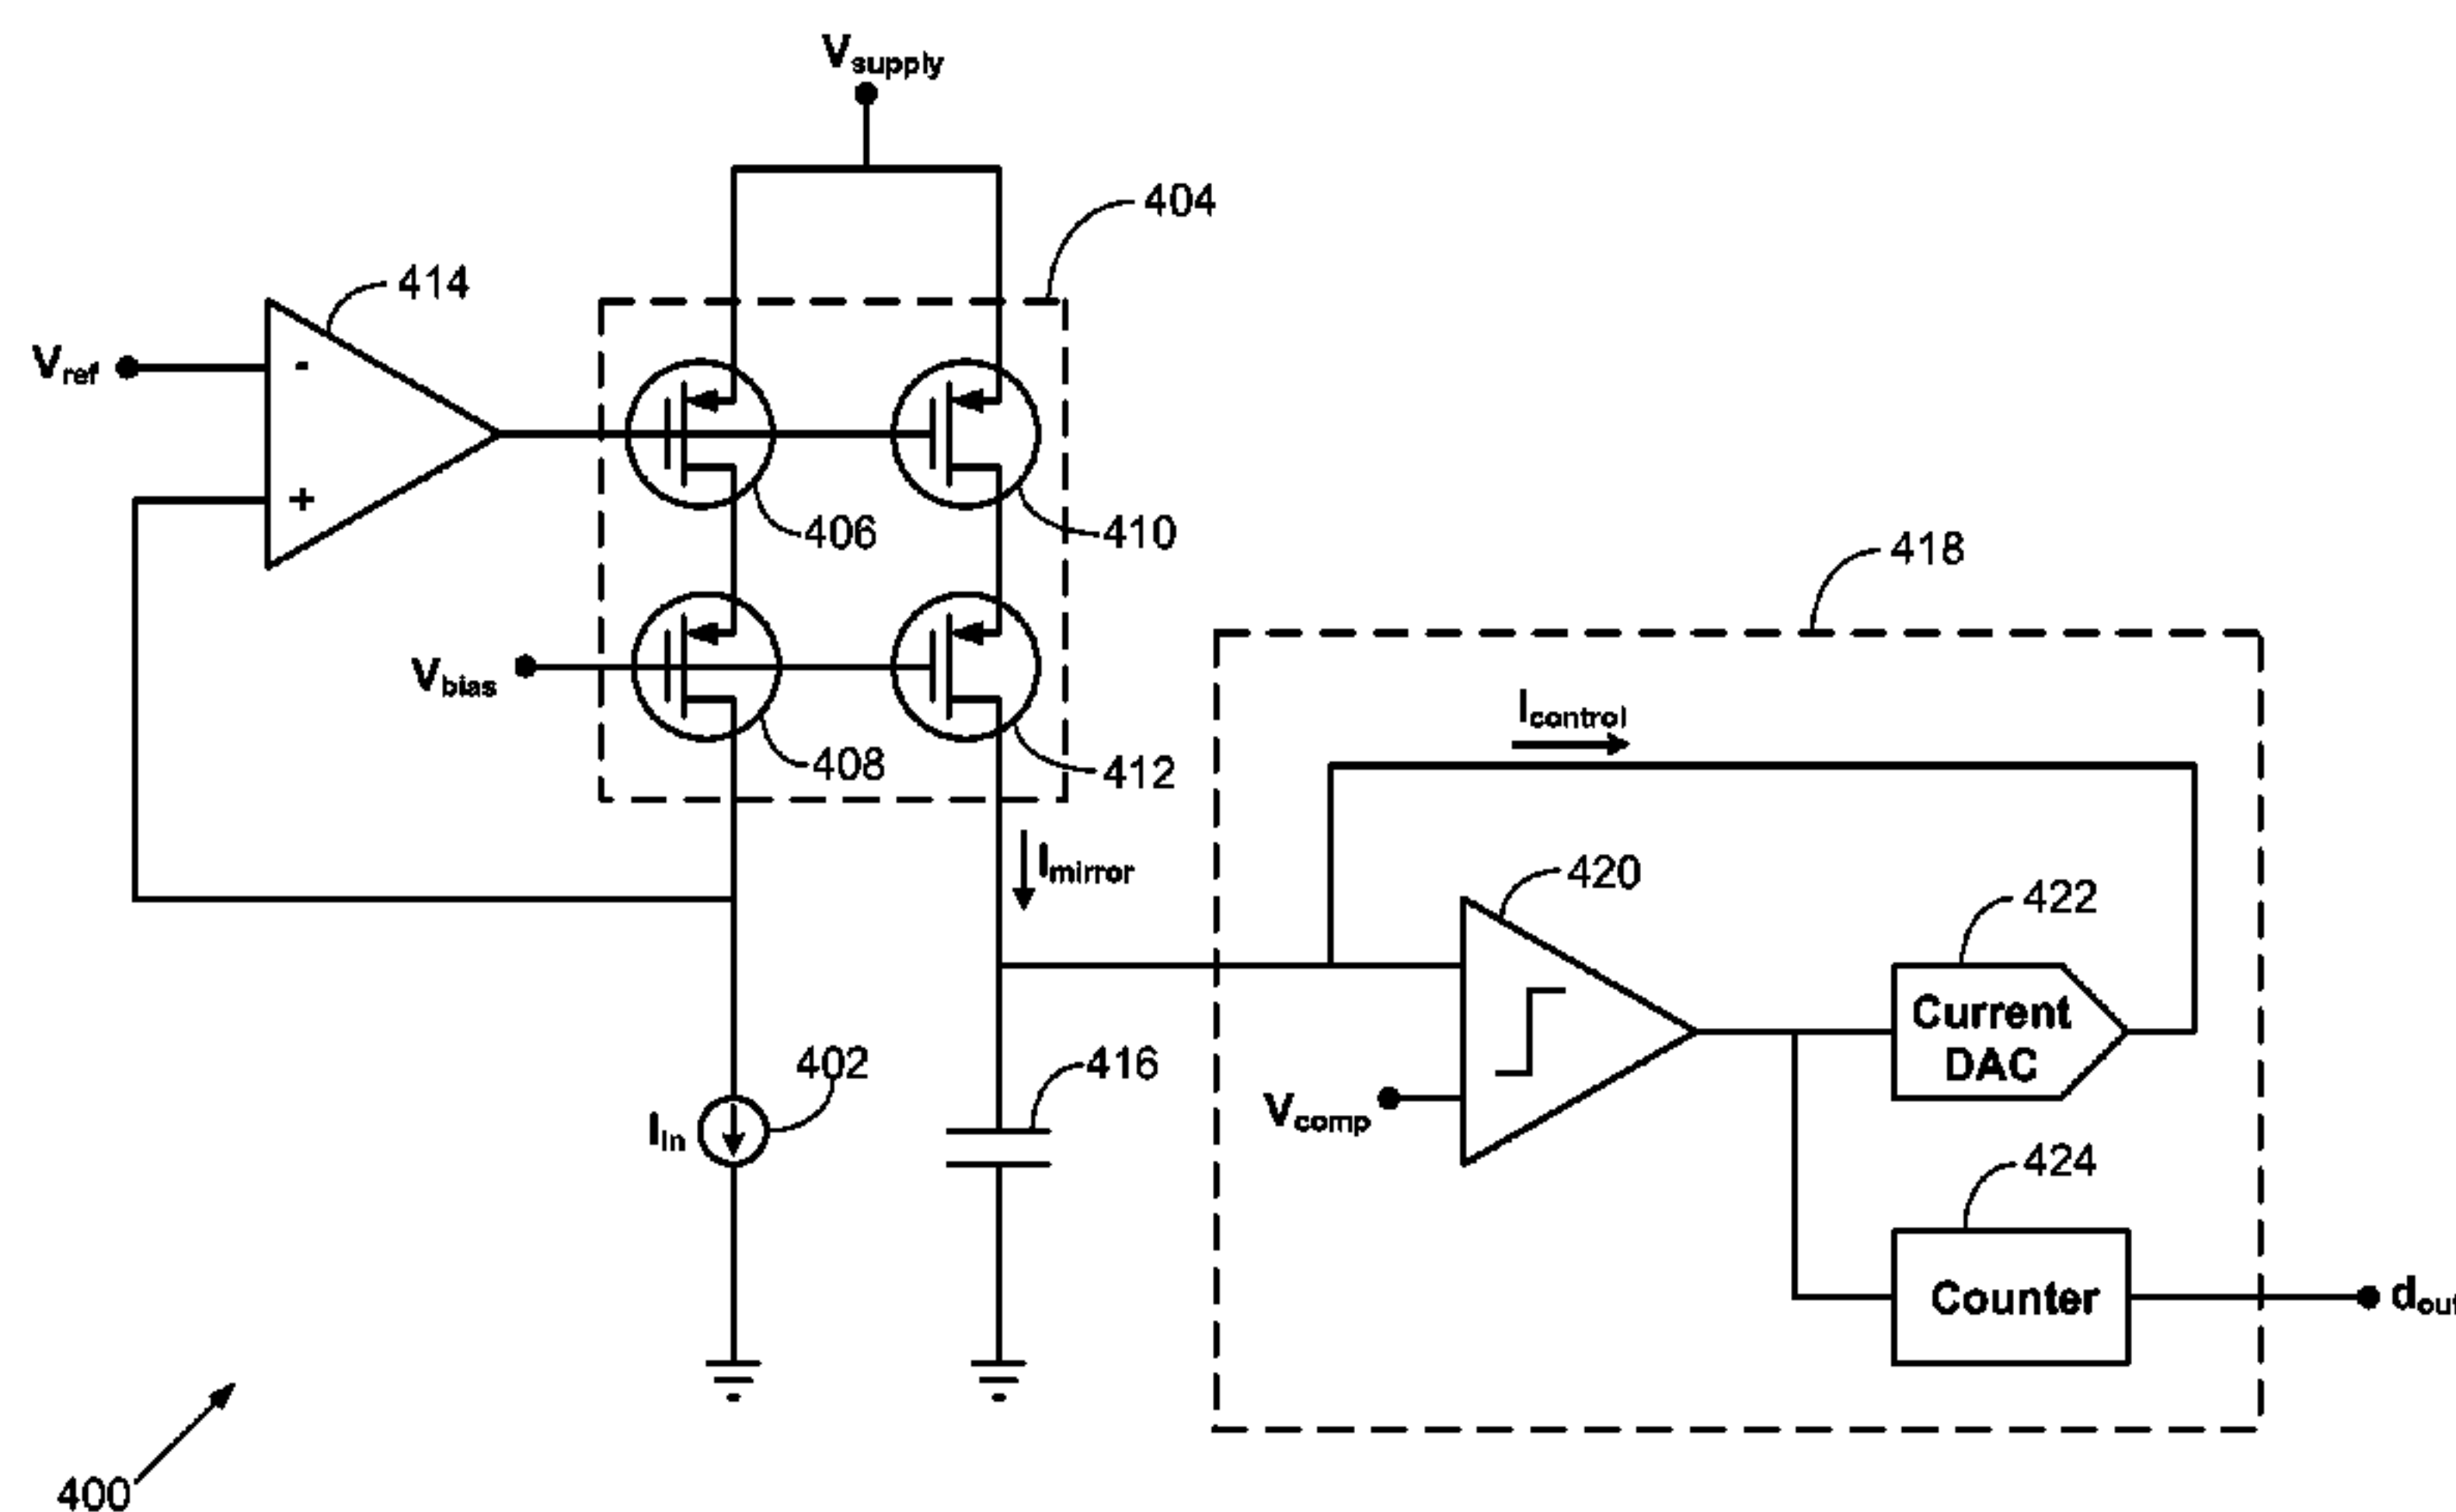 Vsupply
404
414
Vref
-
+
406
410
418
Vbias
Icontrol
408
412
Imirror
420
422
Current
DAC
402
416
Iin
Vcomp
424
Counter
dout
400